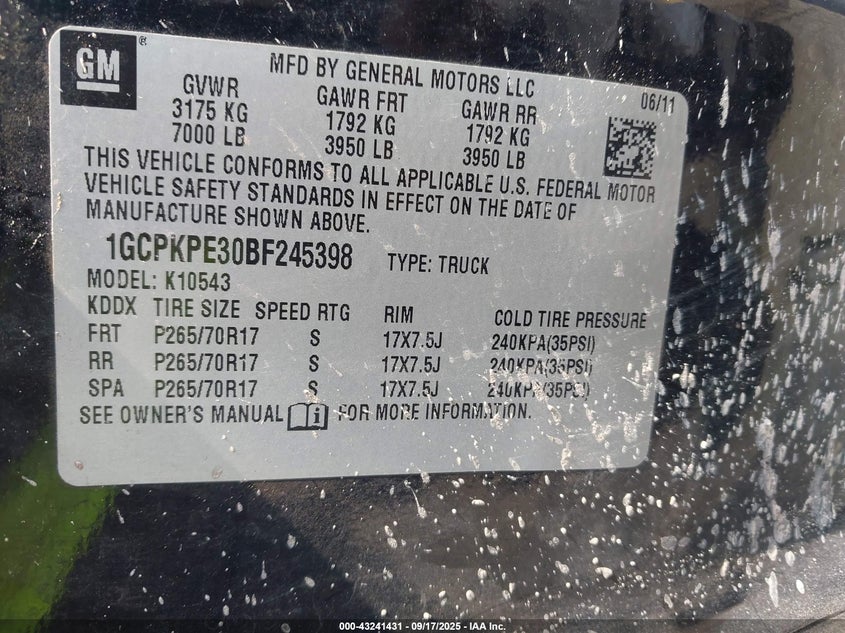 GM ®
MFD BY GENERAL MOTORS LLC
GVWR GAWR FRT GAWR RR 06/11
3175 KG 1792 KG 1792 KG
7000 LB 3950 LB 3950 LB
THIS VEHICLE CONFORMS TO ALL APPLICABLE U.S. FEDERAL MOTOR
VEHICLE SAFETY STANDARDS IN EFFECT ON THE DATE OF
MANUFACTURE SHOWN ABOVE.
1GCPKPE30BF245398 TYPE: TRUCK
MODEL: K10543
KDDX TIRE SIZE SPEED RTG RIM COLD TIRE PRESSURE
FRT P265/70R17 S 17X7.5J 240KPA(35PSI)
RR P265/70R17 S 17X7.5J 240KPA(35PSI)
SPA P265/70R17 S 17X7.5J 240KPA(35PSI)
SEE OWNER'S MANUAL i FOR MORE INFORMATION.
000-43241431 - 09/17/2025 - IAA Inc.